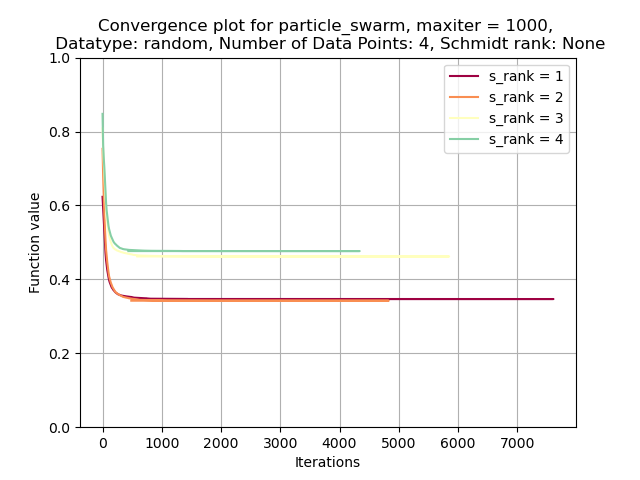 Convergence plot for particle_swarm, maxiter = 1000,
Datatype: random, Number of Data Points: 4, Schmidt rank: None
1.0
0.8
0.6
0.4
0.2
0.0
Function value
s_rank = 1
s_rank = 2
s_rank = 3
s_rank = 4
0 1000 2000 3000 4000 5000 6000 7000
Iterations